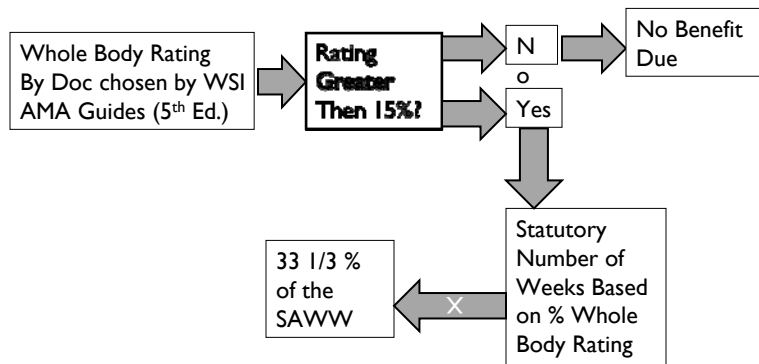 Whole Body Rating
By Doc chosen by WSI
AMA Guides (5th Ed.)
Rating
Greater
Then 15%?
N
o
No Benefit
Due
Yes
Statutory
Number of
Weeks Based
on % Whole
Body Rating
X
33 1/3 %
of the
SAWW